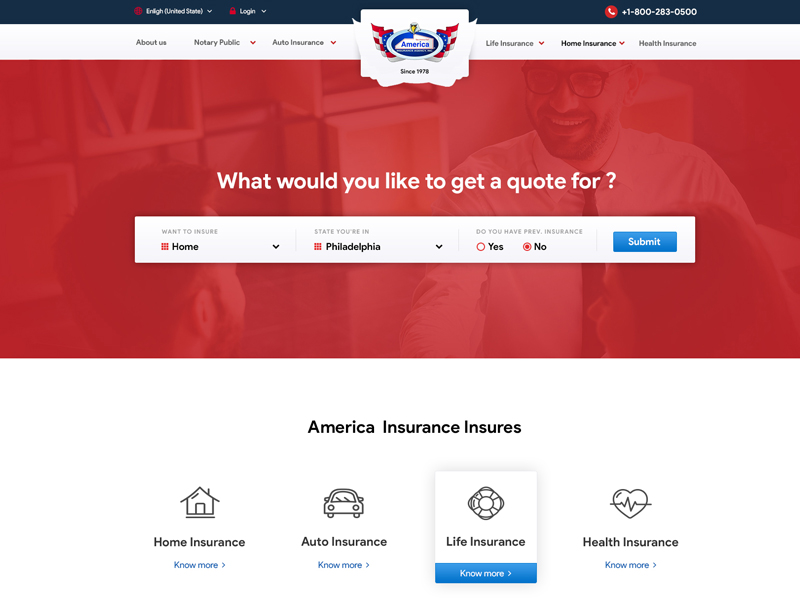 Enligh (United State) Login +1-800-283-0500
About us Notary Public Auto Insurance Life Insurance Home Insurance Health Insurance
America
Since 1978
What would you like to get a quote for ?
WANT TO INSURE STATE YOU'RE IN DO YOU HAVE PREV. INSURANCE
Home Philadelphia Yes No Submit
America Insurance Insures
Home Insurance Auto Insurance Life Insurance Health Insurance
Know more Know more Know more Know more